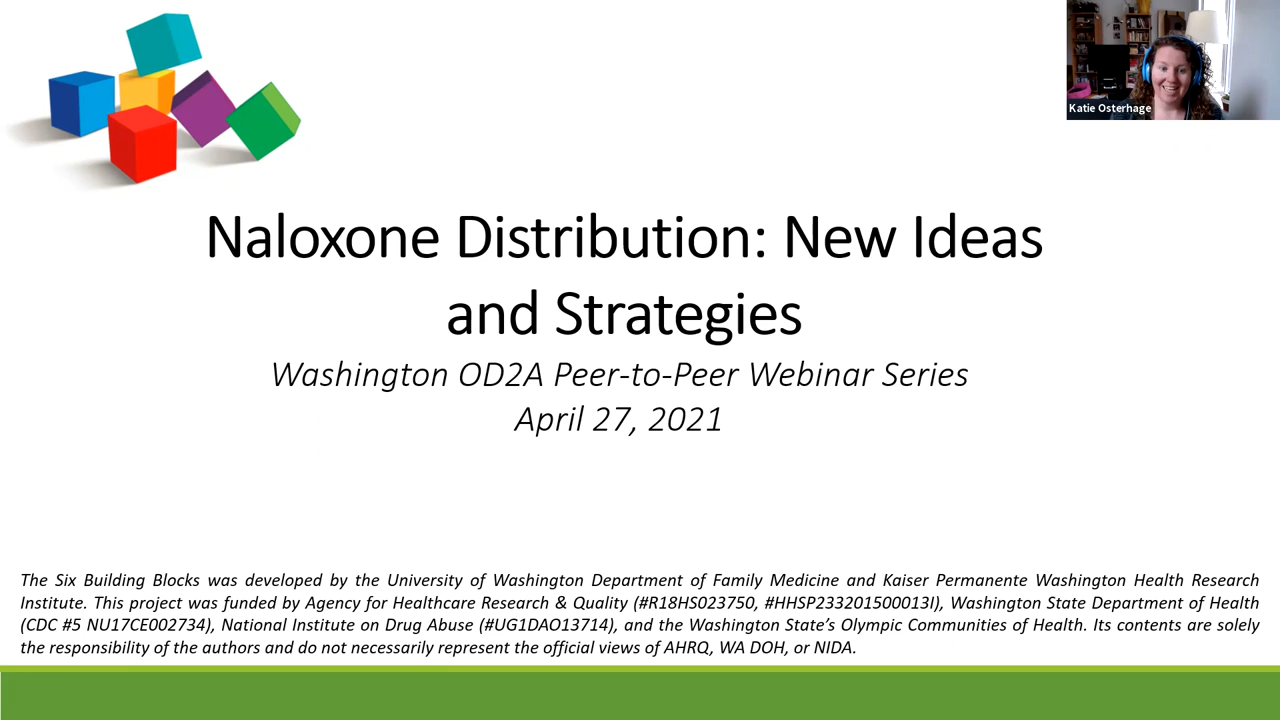 Katie Osterhage
Naloxone Distribution: New Ideas
and Strategies
Washington OD2A Peer-to-Peer Webinar Series
April 27, 2021
The Six Building Blocks was developed by the University of Washington Department of Family Medicine and Kaiser Permanente Washington Health Research
Institute. This project was funded by Agency for Healthcare Research & Quality (#R18HS023750, #HHSP233201500013I), Washington State Department of Health
(CDC #5 NU17CE002734), National Institute on Drug Abuse (#UG1DAO13714), and the Washington State’s Olympic Communities of Health. Its contents are solely
the responsibility of the authors and do not necessarily represent the official views of AHRQ, WA DOH, or NIDA.